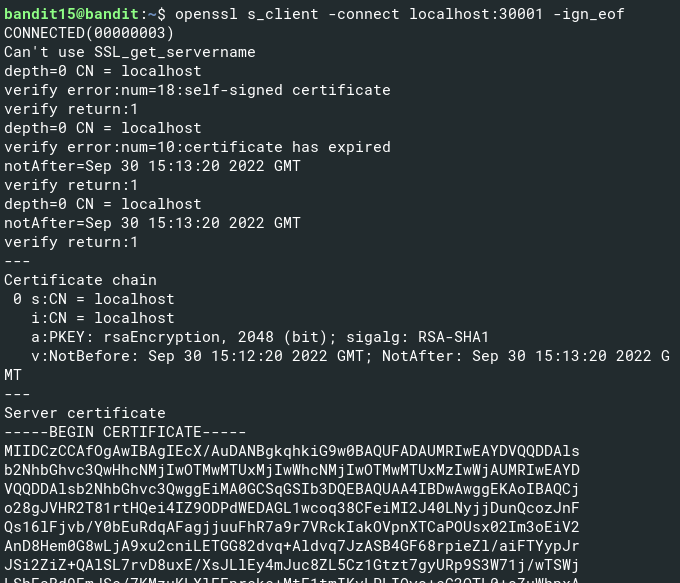 bandit15@bandit:~$ openssl s_client -connect localhost:30001 -ign_eof
CONNECTED(00000003)
Can't use SSL_get_servername
depth=0 CN = localhost
verify error:num=18:self-signed certificate
verify return:1
depth=0 CN = localhost
verify error:num=10:certificate has expired
notAfter=Sep 30 15:13:20 2022 GMT
verify return:1
depth=0 CN = localhost
notAfter=Sep 30 15:13:20 2022 GMT
verify return:1
---
Certificate chain
 0 s:CN = localhost
   i:CN = localhost
   a:PKEY: rsaEncryption, 2048 (bit); sigalg: RSA-SHA1
   v:NotBefore: Sep 30 15:12:20 2022 GMT; NotAfter: Sep 30 15:13:20 2022 G
MT
---
Server certificate
-----BEGIN CERTIFICATE-----
MIIDCzCCAfOgAwIBAgIEcX/AuDANBgkqhkiG9w0BAQUFADAUMRIwEAYDVQQDDAls
b2NhbGhvc3QwHhcNMjIwOTMwMTUxMjIwWhcNMjIwOTMwMTUxMzIwWjAUMRIwEAYD
VQQDDAlsb2NhbGhvc3QwggEiMA0GCSqGSIb3DQEBAQUAA4IBDwAwggEKAoIBAQCj
o28gJVHR2T81rtHQei4IZ9ODPdWEDAGL1wcoq38CFeiMI2J40LNyjjDunQcozJnF
Qs16lFjvb/Y0bEuRdqAFagjjuuFhR7a9r7VRckIakOVpnXTCaPOUsx02Im3oEiV2
AnD8Hem0G8wLjA9xu2cniLETGG82dvq+Aldvq7JzASB4GF68rpieZl/aiFTYypJr
JSi2ZiZ+QAlSL7rvD8uxE/XsJLlEy4mJuc8ZL5Cz1Gtzt7gyURp9S3W71j/wTSWj